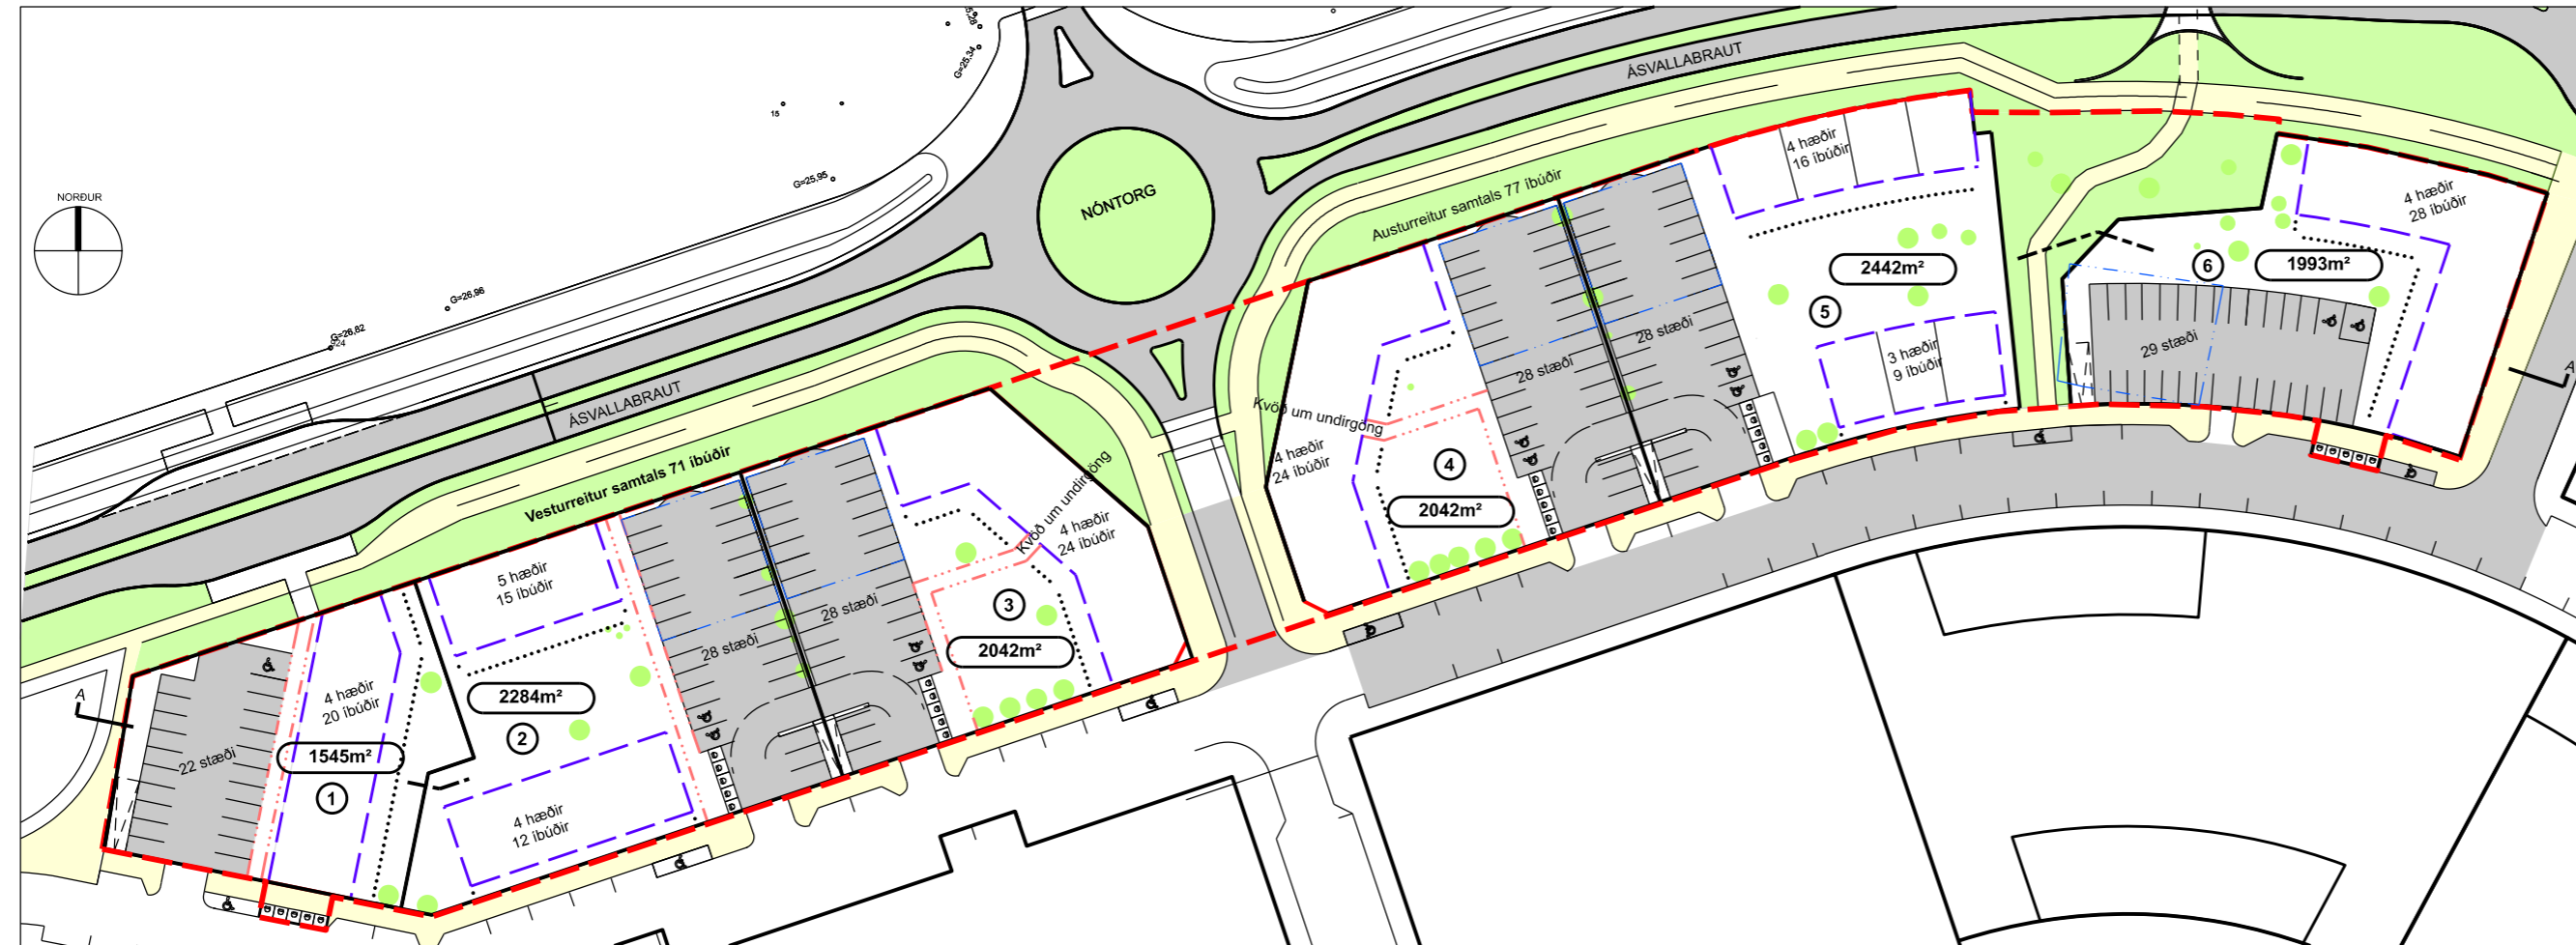 5,28
G=25,34
15
G=25,95
NORÐUR
G=26,96
G=26,82
ÁSVALLABRAUT
NÓNTORG
ÁSVALLABRAUT
Austurreitur samtals 77 íbúðir
Vesturreitur samtals 71 íbúðir
4 hæðir
16 íbúðir
4 hæðir
28 íbúðir
6
1993m²
2442m²
5
28 stæði
28 stæði
3 hæðir
9 íbúðir
29 stæði
A
Kvöð um undirgöng
4 hæðir
24 íbúðir
4
2042m²
Kvöð um undirgöng
4 hæðir
24 íbúðir
3
2042m²
28 stæði
28 stæði
5 hæðir
15 íbúðir
2284m²
2
4 hæðir
12 íbúðir
4 hæðir
20 íbúðir
1545m²
1
22 stæði
A